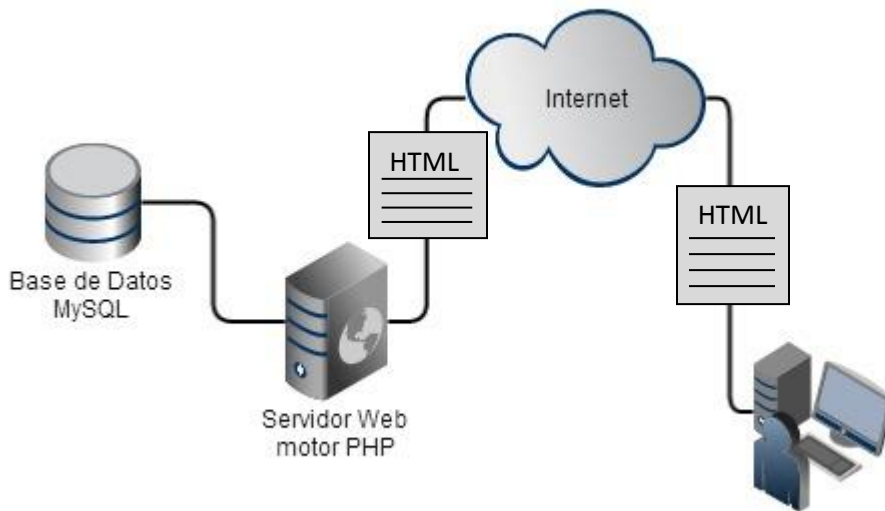 Base de Datos
MySQL
Servidor Web
motor PHP
HTML
Internet
HTML